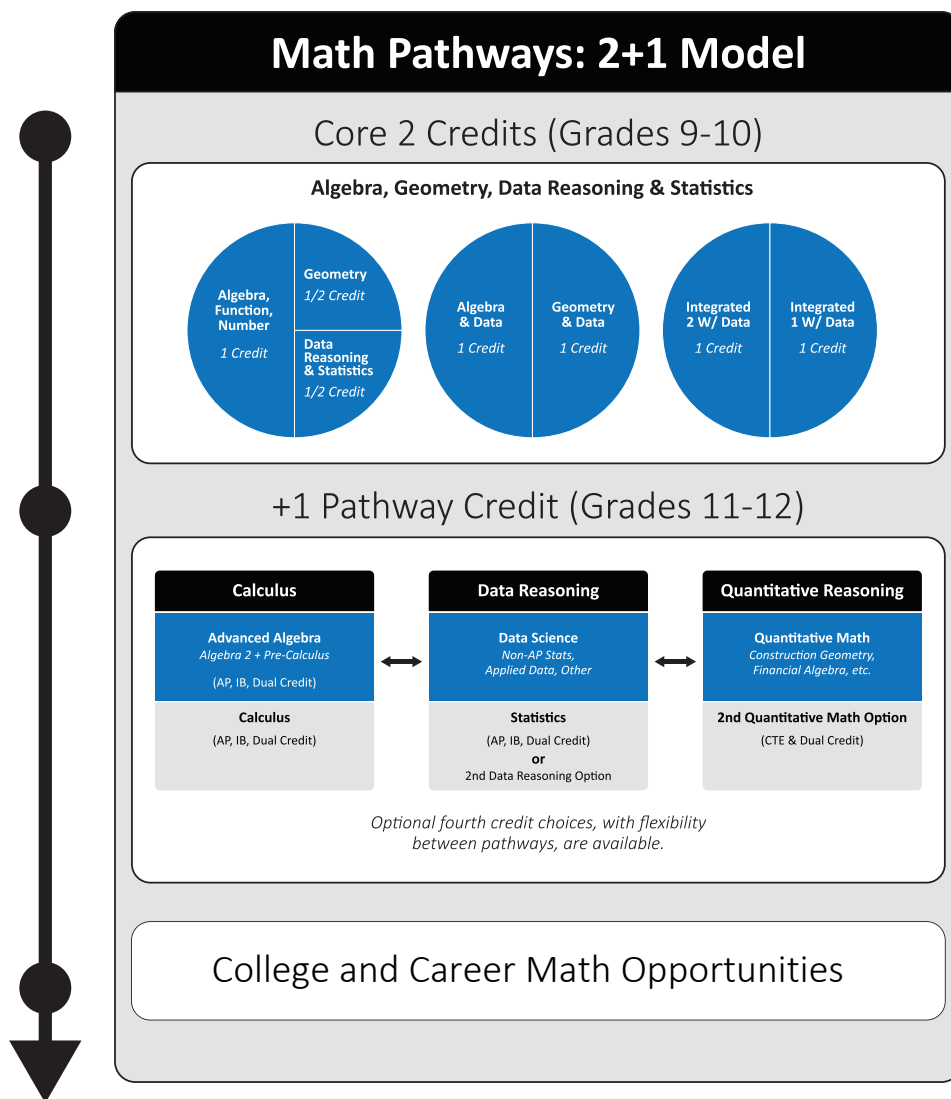 Math Pathways: 2+1 Model
Core 2 Credits (Grades 9-10)
Algebra, Geometry, Data Reasoning & Statistics
Algebra,
Function,
Number
1 Credit
Geometry
1/2 Credit
Data
Reasoning
& Statistics
1/2 Credit
Algebra
& Data
1 Credit
Geometry
& Data
1 Credit
Integrated
2 W/ Data
1 Credit
Integrated
1 W/ Data
1 Credit
+1 Pathway Credit (Grades 11-12)
Calculus
Advanced Algebra
Algebra 2 + Pre-Calculus
(AP, IB, Dual Credit)
Calculus
(AP, IB, Dual Credit)
Data Reasoning
Data Science
Non-AP Stats,
Applied Data, Other
Statistics
(AP, IB, Dual Credit)
or
2nd Data Reasoning Option
Quantitative Reasoning
Quantitative Math
Construction Geometry,
Financial Algebra, etc.
2nd Quantitative Math Option
(CTE & Dual Credit)
Optional fourth credit choices, with flexibility
between pathways, are available.
College and Career Math Opportunities